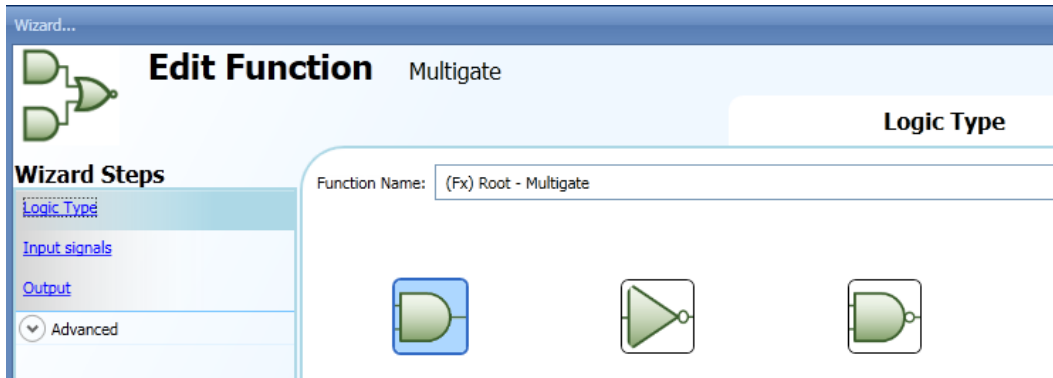 Wizard...
Edit Function Multigate
Logic Type
Wizard Steps
Function Name: (Fx) Root - Multigate
Logic Type
Input signals
Output
Advanced